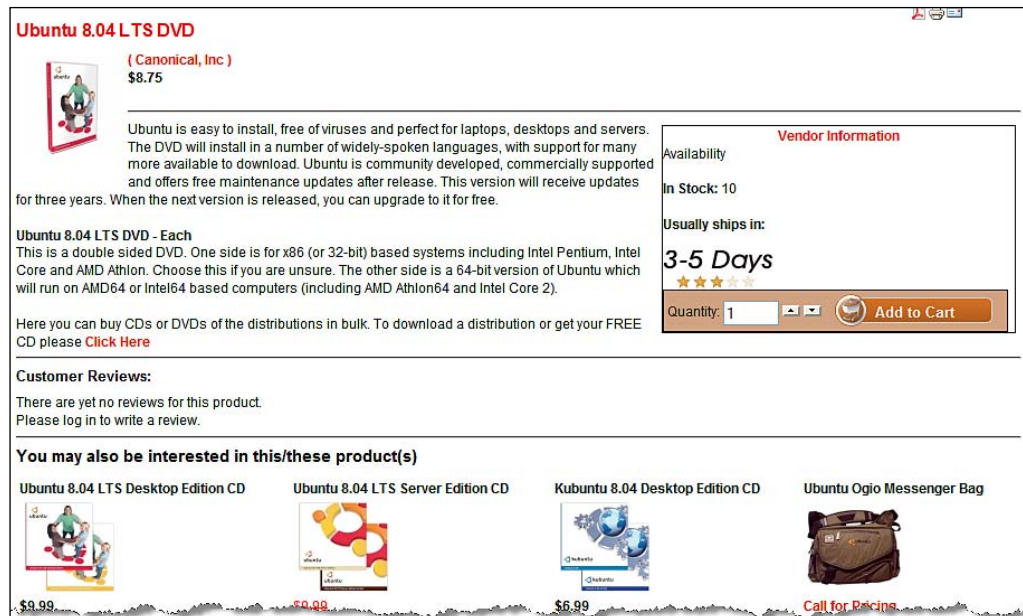 Ubuntu 8.04 LTS DVD
( Canonical, Inc )
$8.75
Ubuntu is easy to install, free of viruses and perfect for laptops, desktops and servers.
The DVD will install in a number of widely-spoken languages, with support for many
more available to download. Ubuntu is community developed, commercially supported
and offers free maintenance updates after release. This version will receive updates
for three years. When the next version is released, you can upgrade to it for free.
Ubuntu 8.04 LTS DVD - Each
This is a double sided DVD. One side is for x86 (or 32-bit) based systems including Intel Pentium, Intel
Core and AMD Athlon. Choose this if you are unsure. The other side is a 64-bit version of Ubuntu which
will run on AMD64 or Intel64 based computers (including AMD Athlon64 and Intel Core 2).
Here you can buy CDs or DVDs of the distributions in bulk. To download a distribution or get your FREE
CD please Click Here
Vendor Information
Availability
In Stock: 10
Usually ships in:
3-5 Days
Quantity: 1 Add to Cart
Customer Reviews:
There are yet no reviews for this product.
Please log in to write a review.
You may also be interested in this/these product(s)
Ubuntu 8.04 LTS Desktop Edition CD Ubuntu 8.04 LTS Server Edition CD Kubuntu 8.04 Desktop Edition CD Ubuntu Ogio Messenger Bag
ubuntu ubuntu kubuntu
ubuntu kubuntu
$9.99 $9.99 $6.99 Call for Pricing